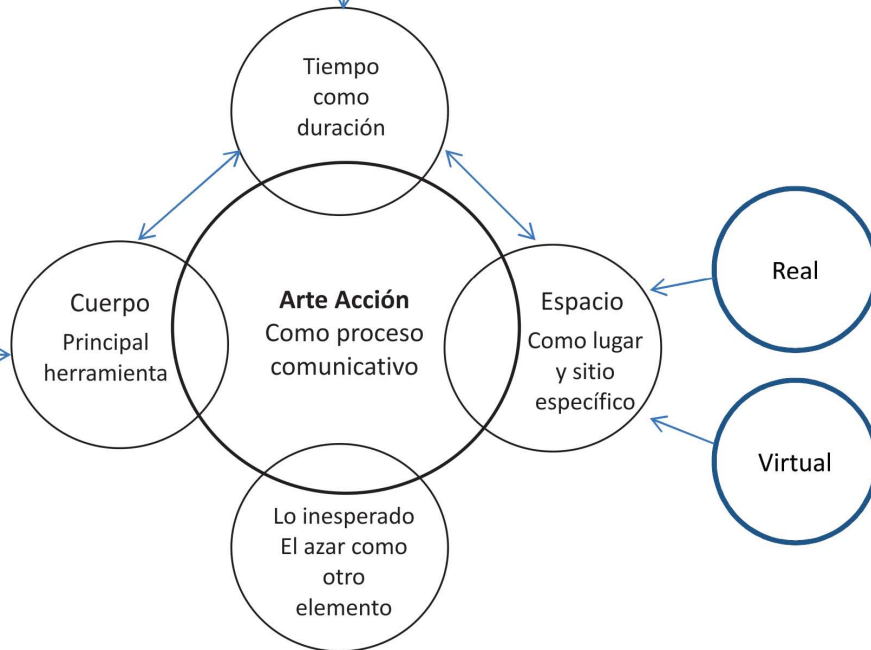 Tiempo
como
duración
Cuerpo
Principal
herramienta
Arte Acción
Como proceso
comunicativo
Espacio
Como lugar
y sitio
específico
Real
Virtual
Lo inesperado
El azar como
otro
elemento